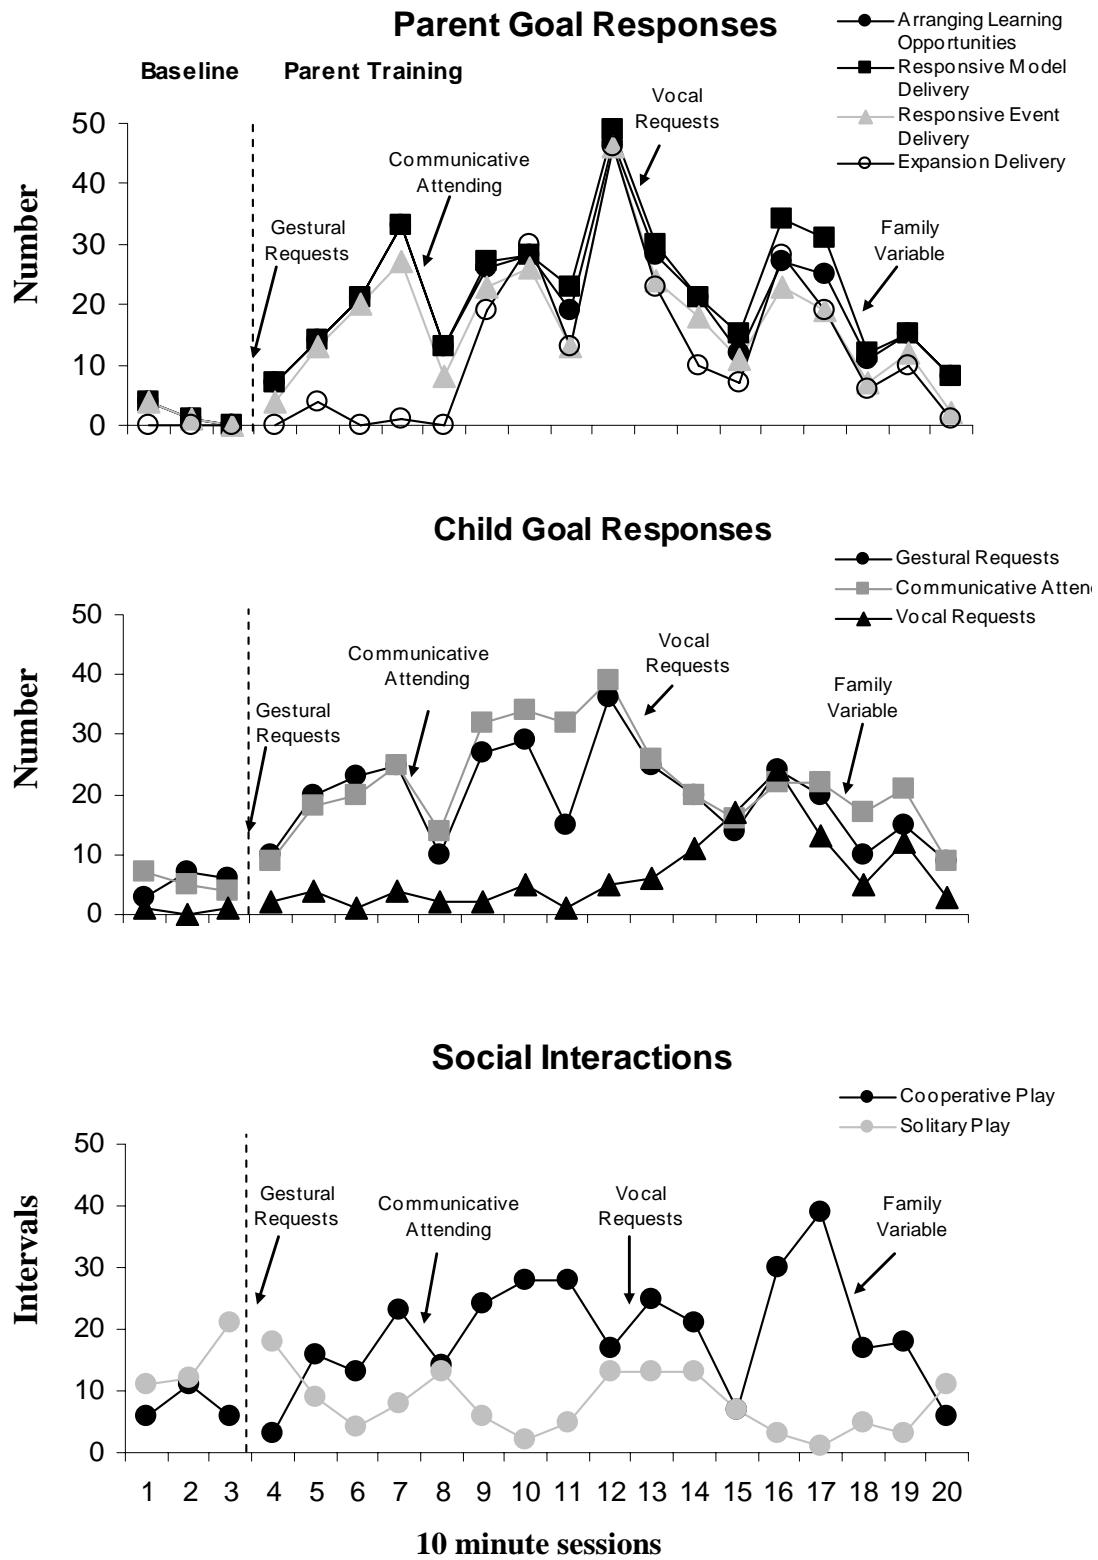 Parent Goal Responses
Arranging Learning
Opportunities
Responsive Model
Delivery
Responsive Event
Delivery
Expansion Delivery
Baseline
Parent Training
Vocal
Requests
Communicative
Attending
Gestural
Requests
Family
Variable
Number
50
40
30
20
10
0
Child Goal Responses
Gestural Requests
Communicative Atten
Vocal Requests
Communicative
Attending
Vocal
Requests
Gestural
Requests
Family
Variable
Number
50
40
30
20
10
0
Social Interactions
Cooperative Play
Solitary Play
Gestural
Requests
Communicative
Attending
Vocal
Requests
Family
Variable
Intervals
50
40
30
20
10
0
1 2 3 4 5 6 7 8 9 10 11 12 13 14 15 16 17 18 19 20
10 minute sessions